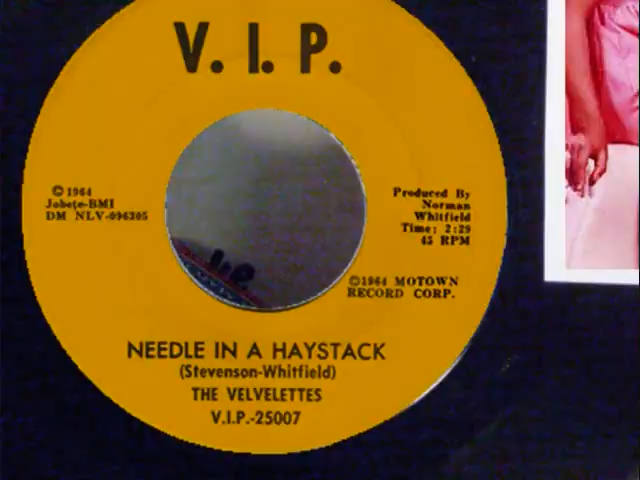 V. I. P.
© 1964
Jobete-BMI
DM NLV-096305
Produced By
Norman
Whitfield
Time: 2:29
45 RPM
©1964 MOTOWN
RECORD CORP.
NEEDLE IN A HAYSTACK
(Stevenson-Whitfield)
THE VELVELETTES
V.I.P.-25007